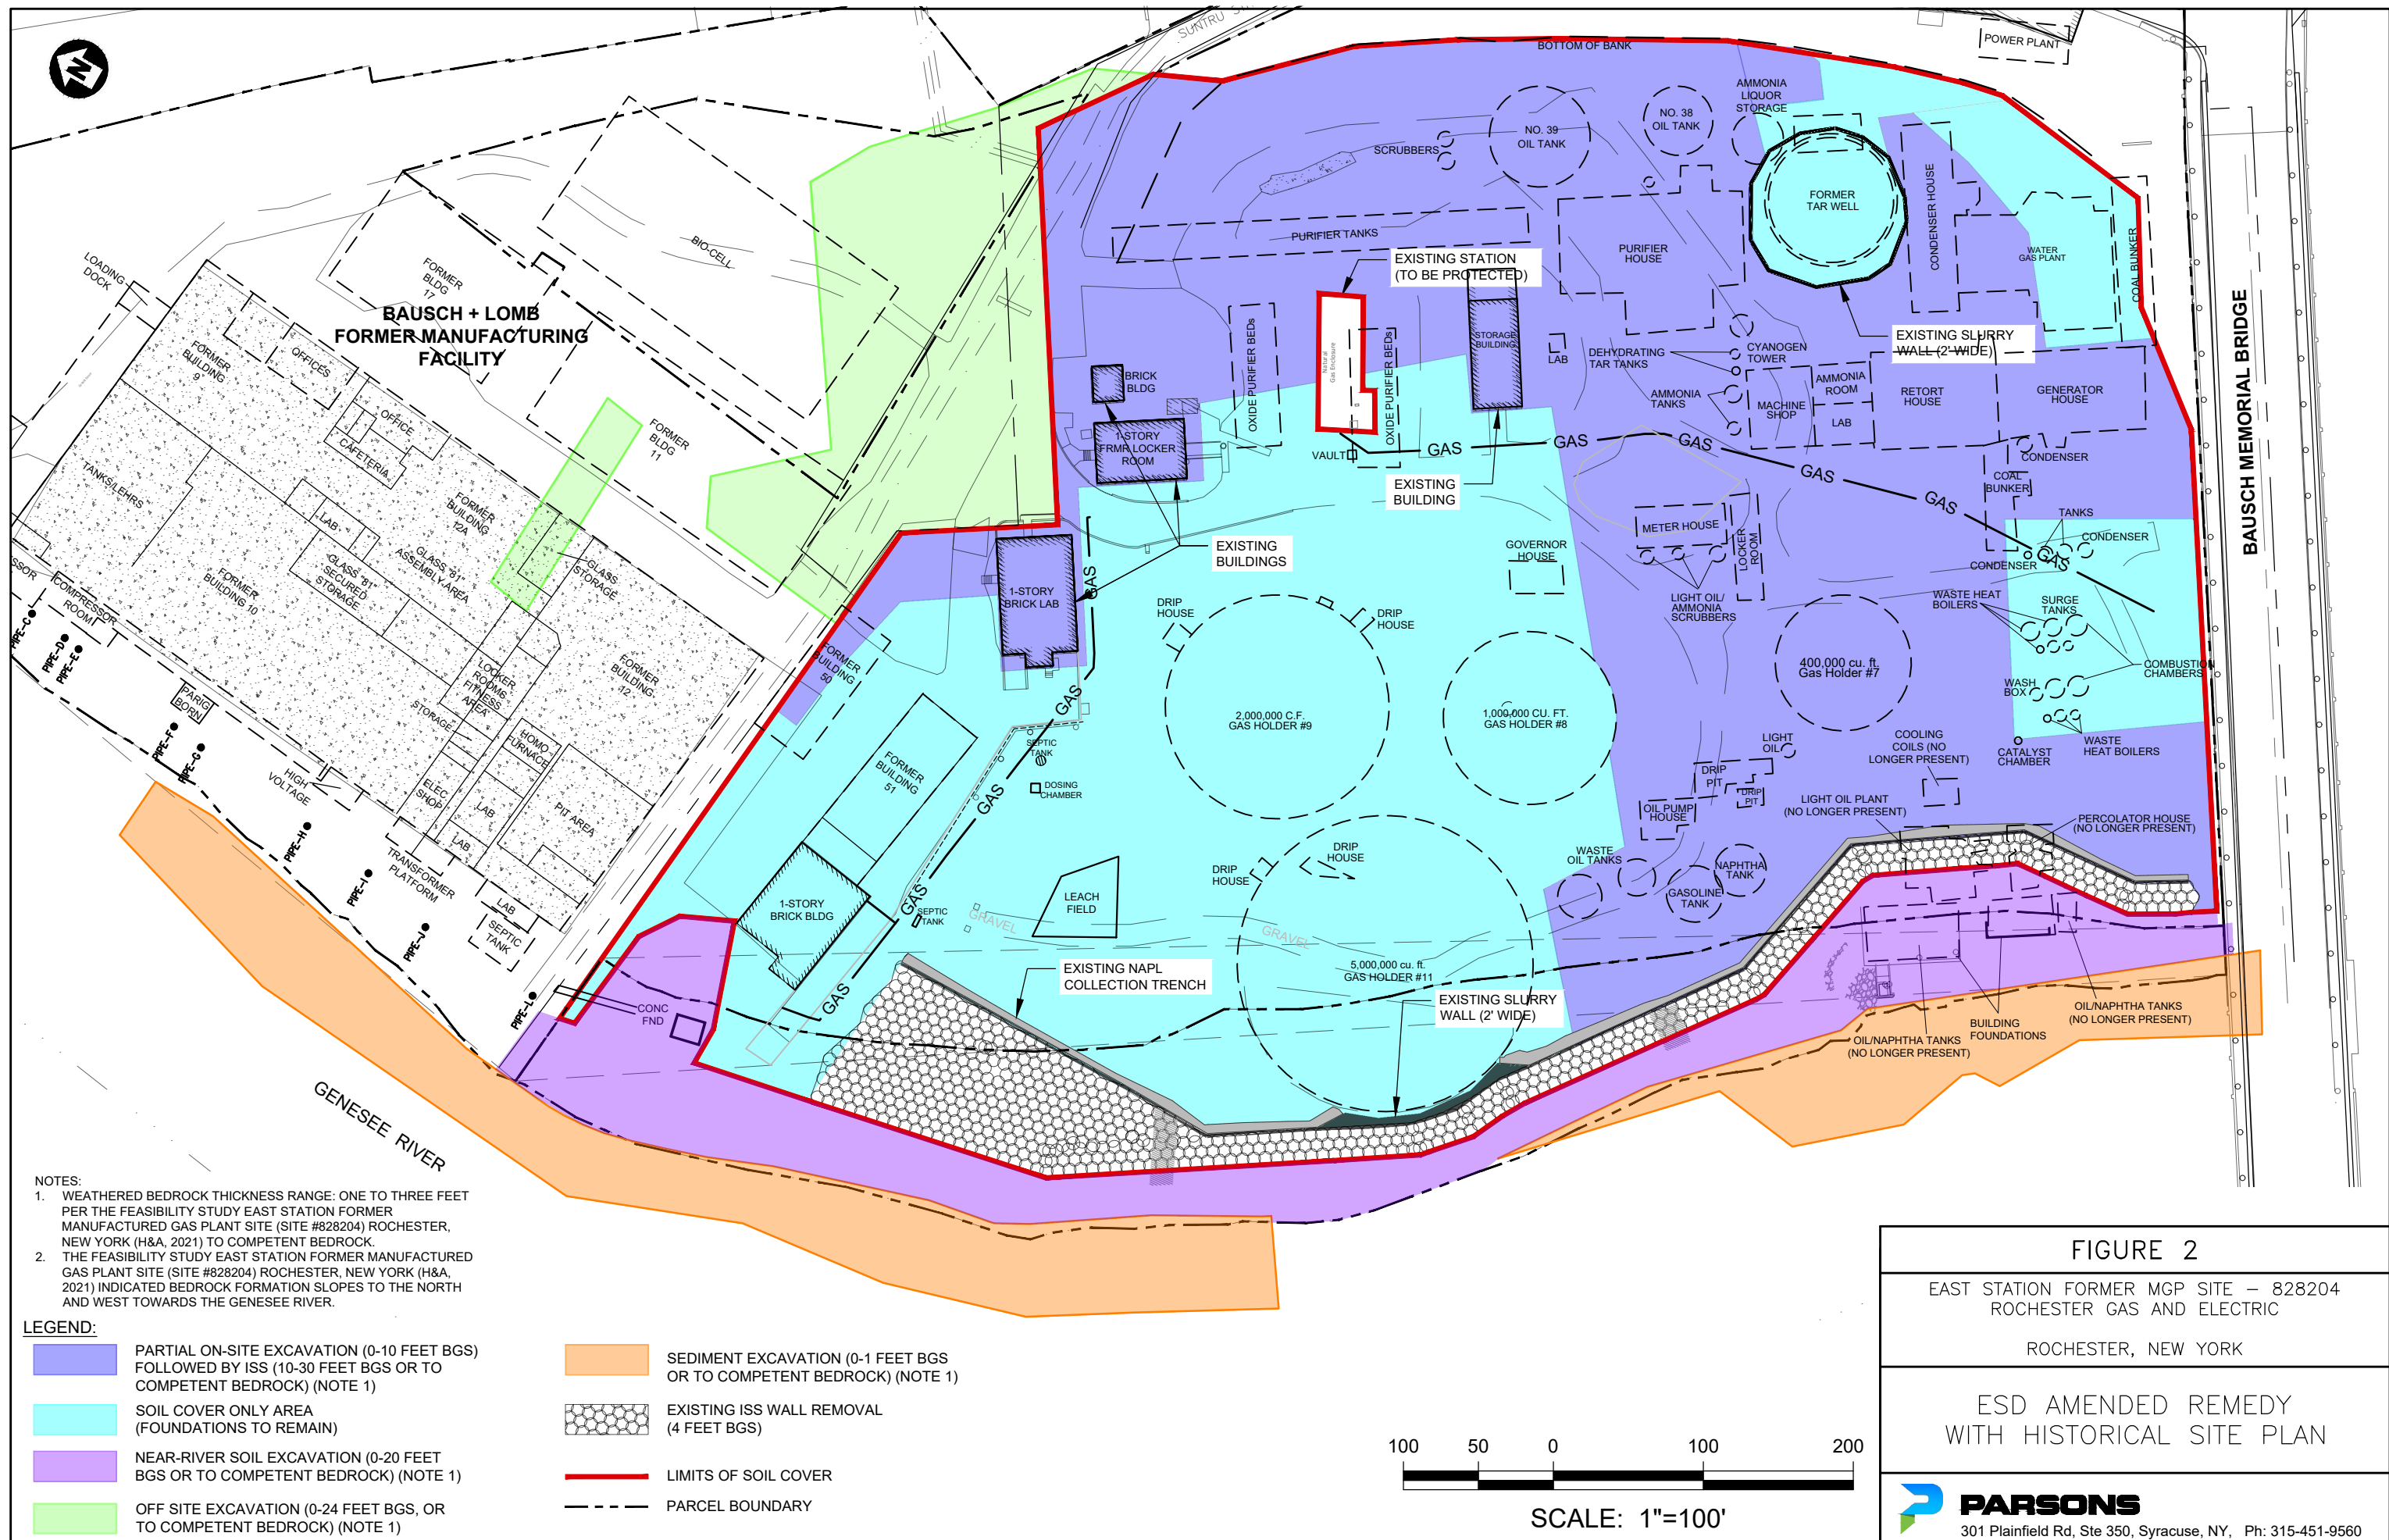 SUNTRU ST
BOTTOM OF BANK
POWER PLANT
AMMONIA
LIQUOR
STORAGE
NO. 38
OIL TANK
NO. 39
OIL TANK
SCRUBBERS
FORMER
TAR WELL
CONDENSER HOUSE
PURIFIER TANKS
PURIFIER
HOUSE
WATER
GAS PLANT
COAL BUNKER
EXISTING STATION
(TO BE PROTECTED)
LOADING
DOCK
FORMER
BLDG
17
BIO-CELL
BAUSCH + LOMB
FORMER MANUFACTURING
FACILITY
BAUSCH MEMORIAL BRIDGE
OXIDE PURIFIER BEDs
Natural
Gas Enclosure
OXIDE PURIFIER BEDs
STORAGE
BUILDING
LAB
DEHYDRATING
TAR TANKS
CYANOGEN
TOWER
EXISTING SLURRY
WALL (2' WIDE)
BRICK
BLDG
1-STORY
FRMR LOCKER
ROOM
AMMONIA
TANKS
MACHINE
SHOP
AMMONIA
ROOM
LAB
RETORT
HOUSE
GENERATOR
HOUSE
FORMER
BUILDING
9
OFFICES
OFFICE
CAFETERIA
FORMER
BLDG
11
VAULT
GAS
GAS
GAS
GAS
GAS
GAS
EXISTING
BUILDING
CONDENSER
COAL
BUNKER
TANKS/LEHRS
LAB
FORMER
BUILDING
12A
GLASS "81"
ASSEMBLY AREA
GLASS "81"
SECURED
STORAGE
GLASS
STORAGE
FORMER
BUILDING 10
EXISTING
BUILDINGS
GOVERNOR
HOUSE
METER HOUSE
LOCKER
ROOM
TANKS
CONDENSER
CONDENSER
1-STORY
BRICK LAB
GAS
DRIP
HOUSE
DRIP
HOUSE
LIGHT OIL/
AMMONIA
SCRUBBERS
WASTE HEAT
BOILERS
SURGE
TANKS
COMBUSTION
CHAMBERS
WASH
BOX
WASTE
HEAT BOILERS
CATALYST
CHAMBER
400,000 cu. ft.
Gas Holder #7
SSOR
COMPRESSOR
ROOM
PIPE-C
PIPE-D
PIPE-E
PIPE-F
PIPE-G
PIPE-H
PIPE-I
PIPE-J
PIPE-L
PARIG
BORN
HIGH
VOLTAGE
LOCKER
ROOMS
FITNESS
AREA
STORAGE
HOMO
FURNACE
FORMER
BUILDING
12
ELEC
SHOP
LAB
LAB
PIT AREA
TRANSFORMER
PLATFORM
LAB
SEPTIC
TANK
FORMER
BUILDING
50
GAS
FORMER
BUILDING
51
SEPTIC
TANK
DOSING
CHAMBER
GAS
2,000,000 C.F.
GAS HOLDER #9
1,000,000 CU. FT.
GAS HOLDER #8
LIGHT
OIL
DRIP
PIT
DRIP
PIT
OIL PUMP
HOUSE
COOLING
COILS (NO
LONGER PRESENT)
LIGHT OIL PLANT
(NO LONGER PRESENT)
PERCOLATOR HOUSE
(NO LONGER PRESENT)
WASTE
OIL TANKS
NAPHTHA
TANK
GASOLINE
TANK
DRIP
HOUSE
DRIP
HOUSE
1-STORY
BRICK BLDG
GAS
SEPTIC
TANK
LEACH
FIELD
GRAVEL
GRAVEL
EXISTING NAPL
COLLECTION TRENCH
5,000,000 cu. ft.
GAS HOLDER #11
EXISTING SLURRY
WALL (2' WIDE)
GAS
CONC
FND
OIL/NAPHTHA TANKS
(NO LONGER PRESENT)
BUILDING
FOUNDATIONS
OIL/NAPHTHA TANKS
(NO LONGER PRESENT)
GENESEE RIVER
NOTES:
1. WEATHERED BEDROCK THICKNESS RANGE: ONE TO THREE FEET
PER THE FEASIBILITY STUDY EAST STATION FORMER
MANUFACTURED GAS PLANT SITE (SITE #828204) ROCHESTER,
NEW YORK (H&A, 2021) TO COMPETENT BEDROCK.
2. THE FEASIBILITY STUDY EAST STATION FORMER MANUFACTURED
GAS PLANT SITE (SITE #828204) ROCHESTER, NEW YORK (H&A,
2021) INDICATED BEDROCK FORMATION SLOPES TO THE NORTH
AND WEST TOWARDS THE GENESEE RIVER.
LEGEND:
PARTIAL ON-SITE EXCAVATION (0-10 FEET BGS)
FOLLOWED BY ISS (10-30 FEET BGS OR TO
COMPETENT BEDROCK) (NOTE 1)
SOIL COVER ONLY AREA
(FOUNDATIONS TO REMAIN)
NEAR-RIVER SOIL EXCAVATION (0-20 FEET
BGS OR TO COMPETENT BEDROCK) (NOTE 1)
OFF SITE EXCAVATION (0-24 FEET BGS, OR
TO COMPETENT BEDROCK) (NOTE 1)
SEDIMENT EXCAVATION (0-1 FEET BGS
OR TO COMPETENT BEDROCK) (NOTE 1)
EXISTING ISS WALL REMOVAL
(4 FEET BGS)
LIMITS OF SOIL COVER
PARCEL BOUNDARY
100 50 0 100 200
SCALE: 1"=100'
FIGURE 2
EAST STATION FORMER MGP SITE – 828204
ROCHESTER GAS AND ELECTRIC
ROCHESTER, NEW YORK
ESD AMENDED REMEDY
WITH HISTORICAL SITE PLAN
PARSONS
301 Plainfield Rd, Ste 350, Syracuse, NY, Ph: 315-451-9560
N